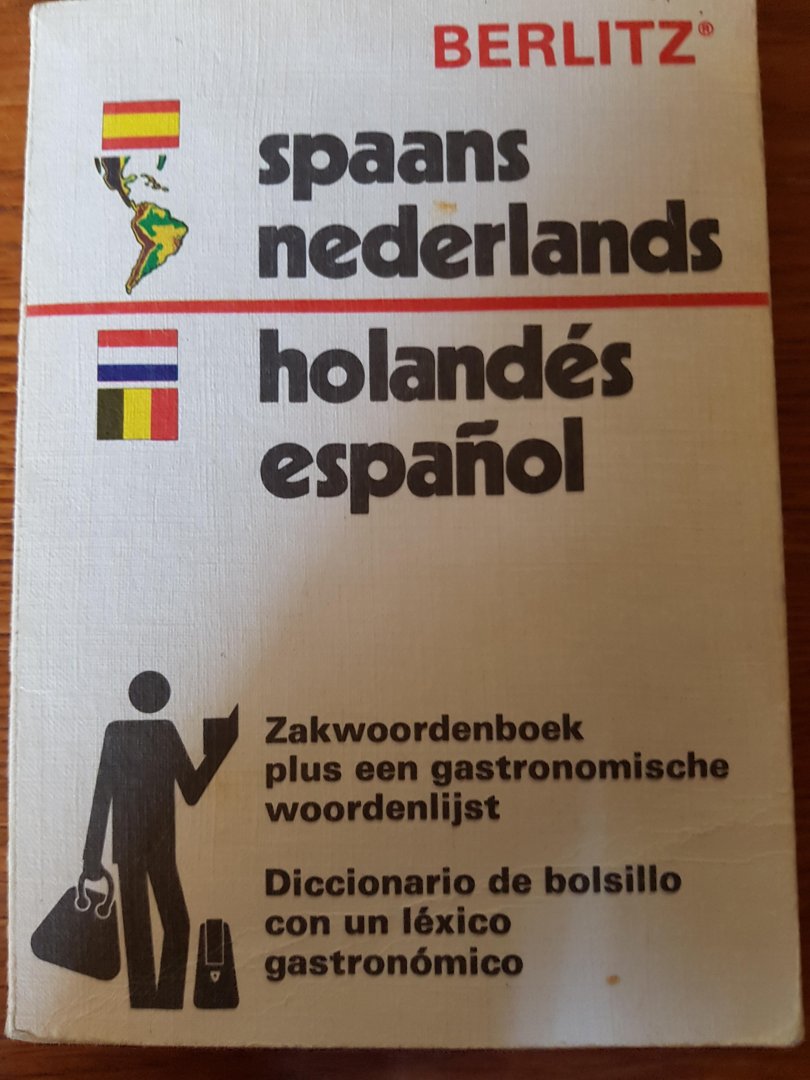 BERLITZ®
spaans
nederlands
holandés
español
Zakwoordenboek
plus een gastronomische
woordenlijst
Diccionario de bolsillo
con un léxico
gastronómico